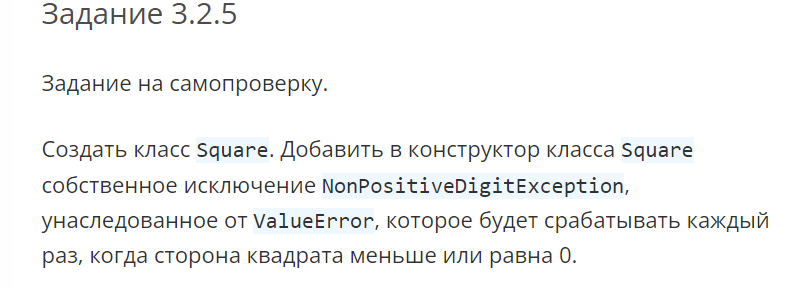 Задание 3.2.5
Задание на самопроверку.
Создать класс Square. Добавить в конструктор класса Square
собственное исключение NonPositiveDigitException,
унаследованное от ValueError, которое будет срабатывать каждый
раз, когда сторона квадрата меньше или равна 0.